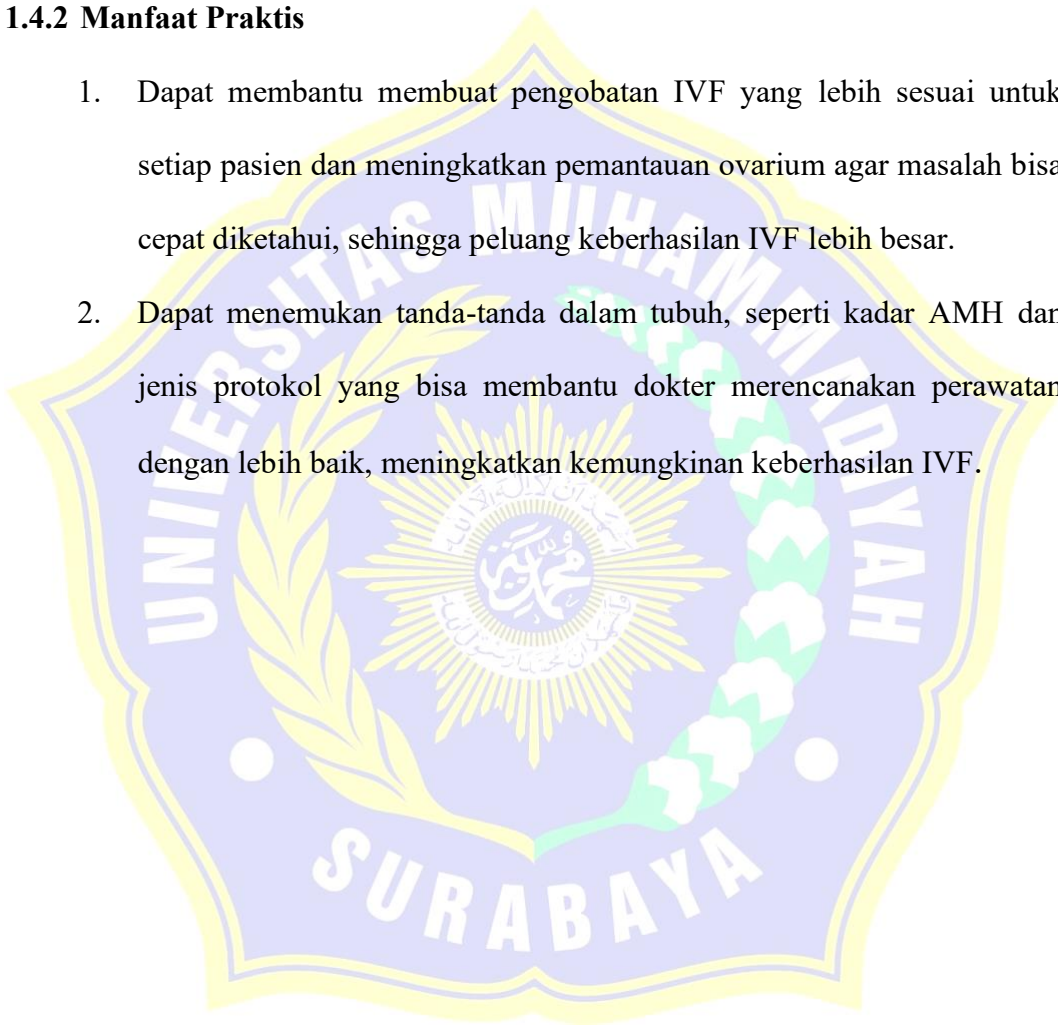 1.4.2 Manfaat Praktis
1. Dapat membantu membuat pengobatan IVF yang lebih sesuai untuk
setiap pasien dan meningkatkan pemantauan ovarium agar masalah bisa
cepat diketahui, sehingga peluang keberhasilan IVF lebih besar.
2. Dapat menemukan tanda-tanda dalam tubuh, seperti kadar AMH dan
jenis protokol yang bisa membantu dokter merencanakan perawatan
dengan lebih baik, meningkatkan kemungkinan keberhasilan IVF.
UNIVERSITAS MUHAMMADIYAH
SURABAYA